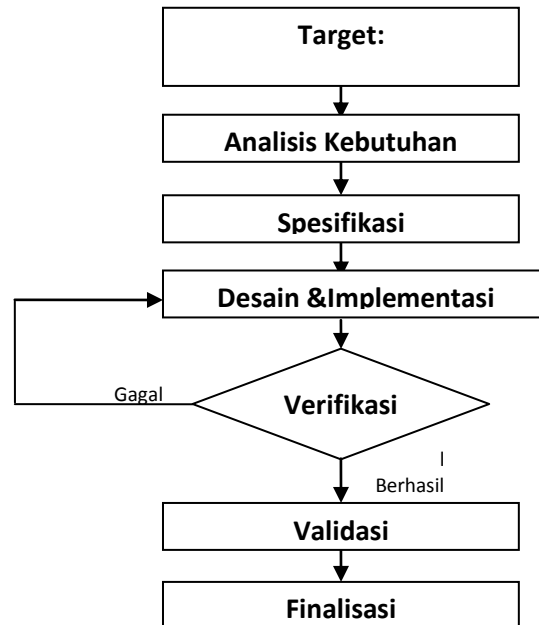 Target:
Analisis Kebutuhan
Spesifikasi
Desain &Implementasi
Gagal
Verifikasi
l
Berhasil
Validasi
Finalisasi